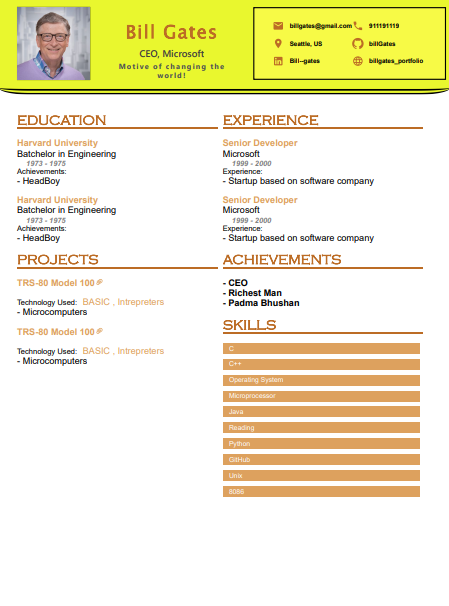 Bill Gates
CEO, Microsoft
Motive of changing the
world!
billgates@gmail.com
911191119
Seattle, US
billGates
Bill--gates
billgates_portfolio
EDUCATION
Harvard University
Batchelor in Engineering
1973 - 1975
Achievements:
- HeadBoy
Harvard University
Batchelor in Engineering
1973 - 1975
Achievements:
- HeadBoy
PROJECTS
TRS-80 Model 100
Technology Used: BASIC , Intrepreters
- Microcomputers
TRS-80 Model 100
Technology Used: BASIC , Intrepreters
- Microcomputers
EXPERIENCE
Senior Developer
Microsoft
1999 - 2000
Experience:
- Startup based on software company
Senior Developer
Microsoft
1999 - 2000
Experience:
- Startup based on software company
ACHIEVEMENTS
- CEO
- Richest Man
- Padma Bhushan
SKILLS
C
C++
Operating System
Microprocessor
Java
Reading
Python
GitHub
Unix
8086